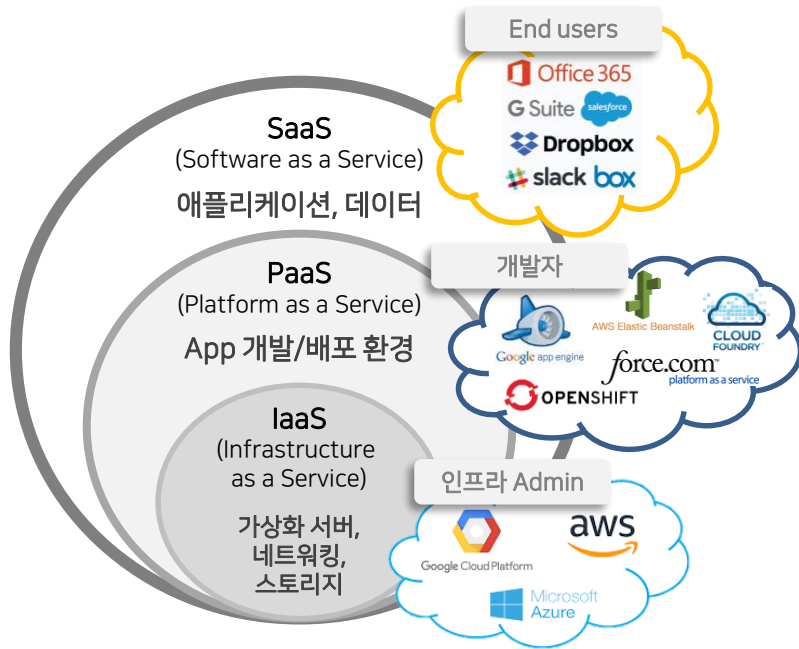 End users
Office 365
G Suite salesforce
Dropbox
slack box
SaaS
(Software as a Service)
애플리케이션, 데이터
개발자
AWS Elastic Beanstalk
Google app engine
CLOUD
FOUNDRY™
force.com™
platform as a service
OPENSHIFT
PaaS
(Platform as a Service)
App 개발/배포 환경
인프라 Admin
Google Cloud Platform
aws
Microsoft
Azure
IaaS
(Infrastructure
as a Service)
가상화 서버,
네트워킹,
스토리지